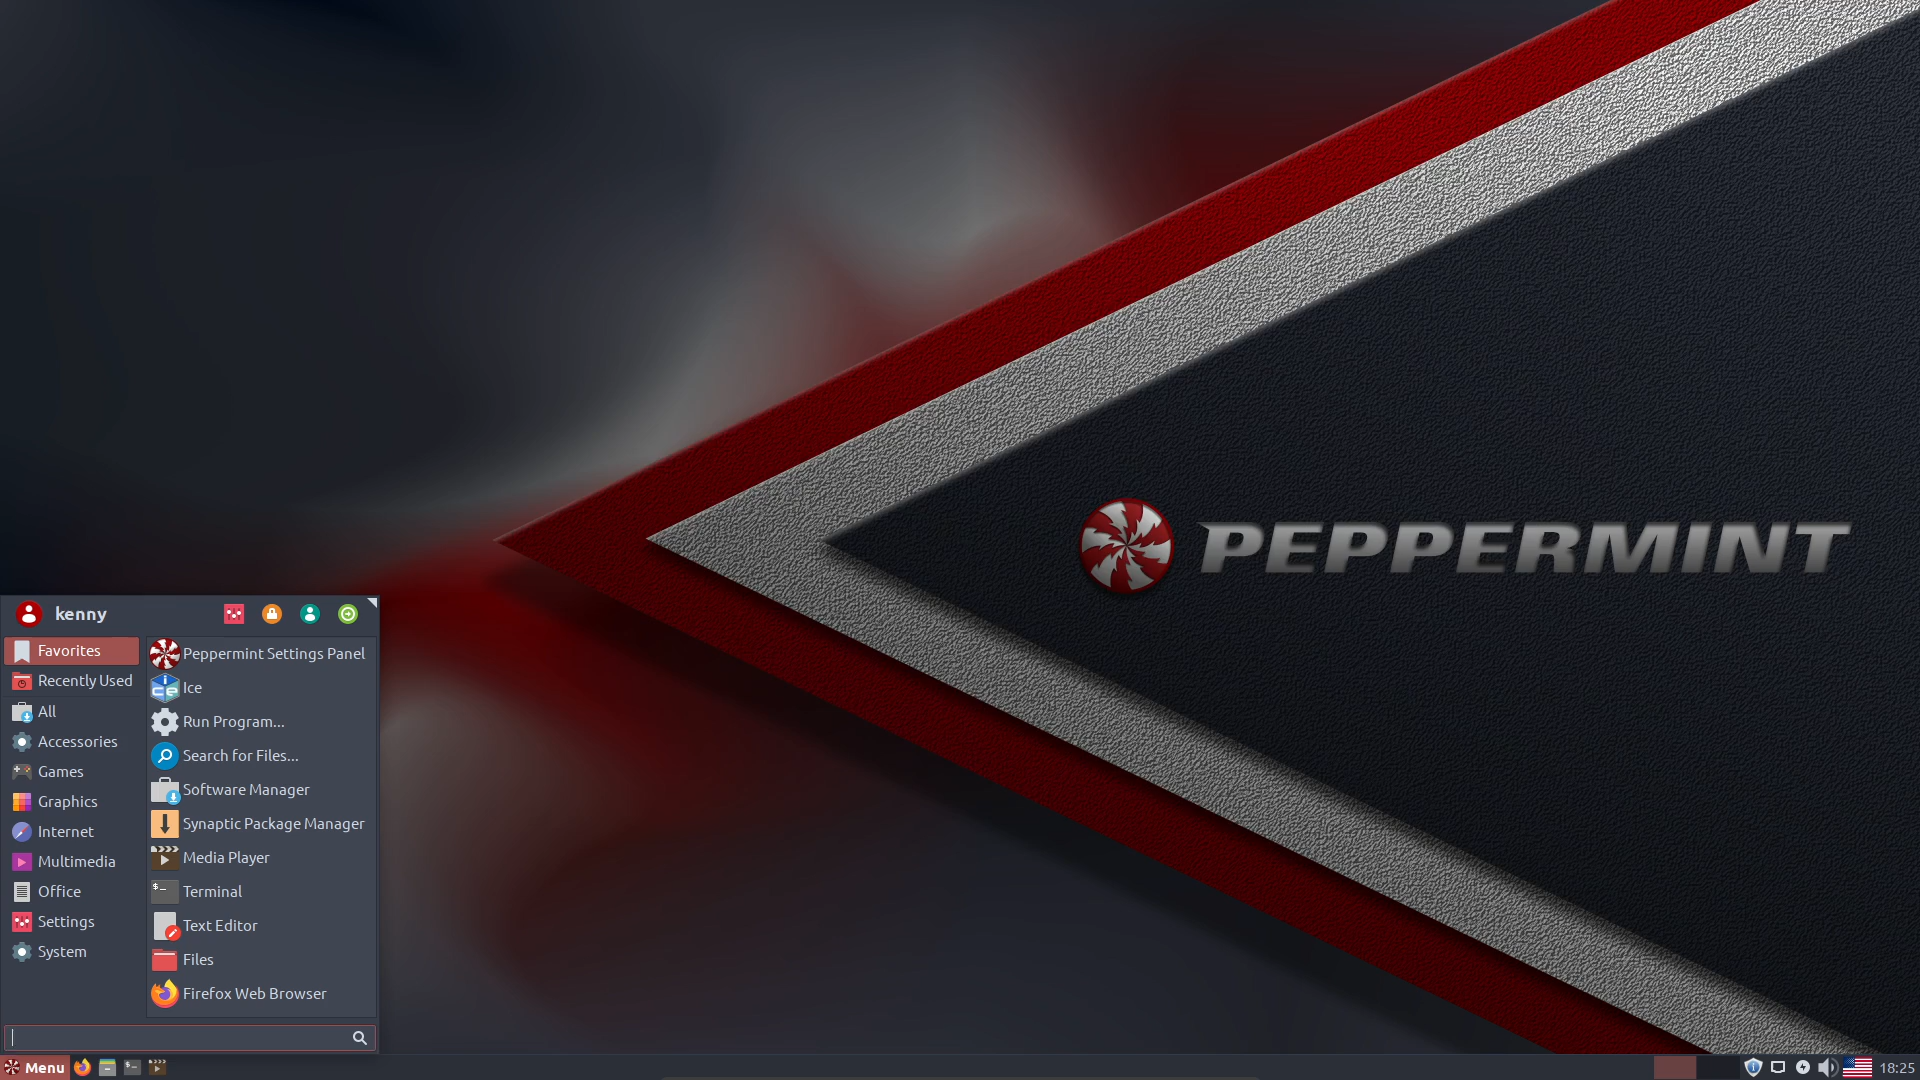 PEPPERMINT
kenny
Favorites
Recently Used
All
Accessories
Games
Graphics
Internet
Multimedia
Office
Settings
System
Peppermint Settings Panel
Ice
Run Program...
Search for Files...
Software Manager
Synaptic Package Manager
Media Player
Terminal
Text Editor
Files
Firefox Web Browser
Menu
18:25